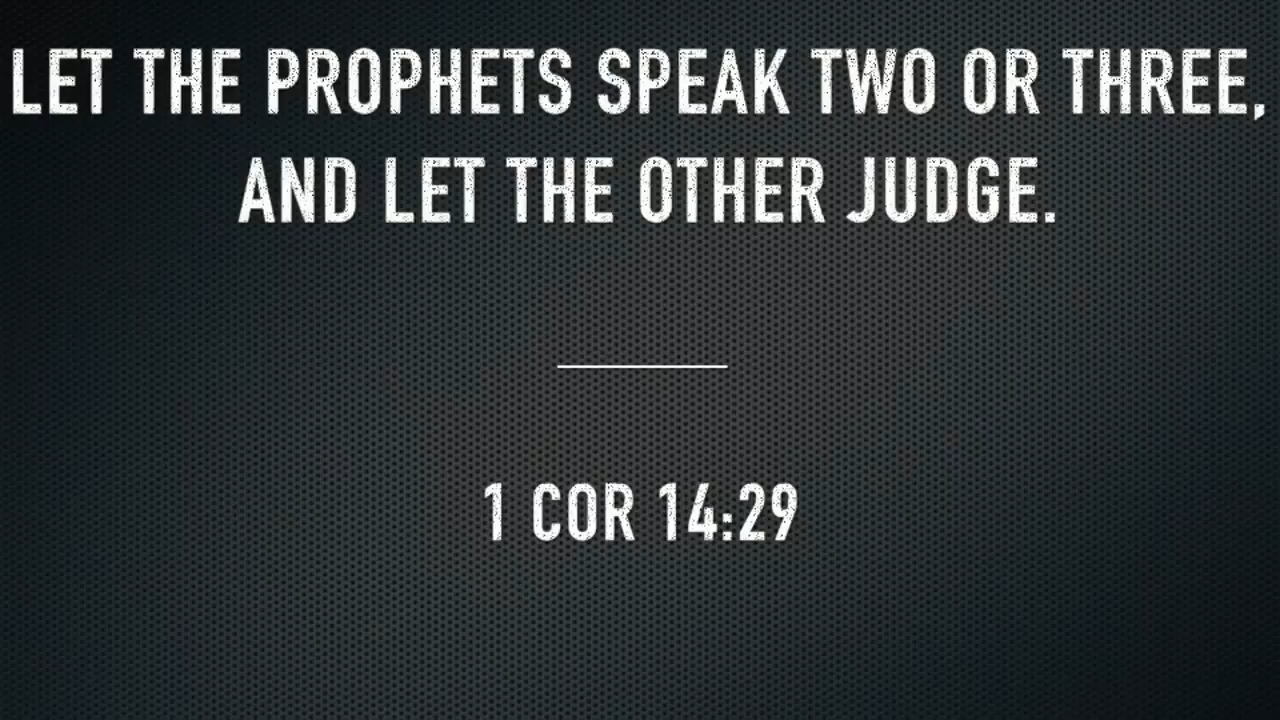 LET THE PROPHETS SPEAK TWO OR THREE,
AND LET THE OTHER JUDGE.
1 COR 14:29